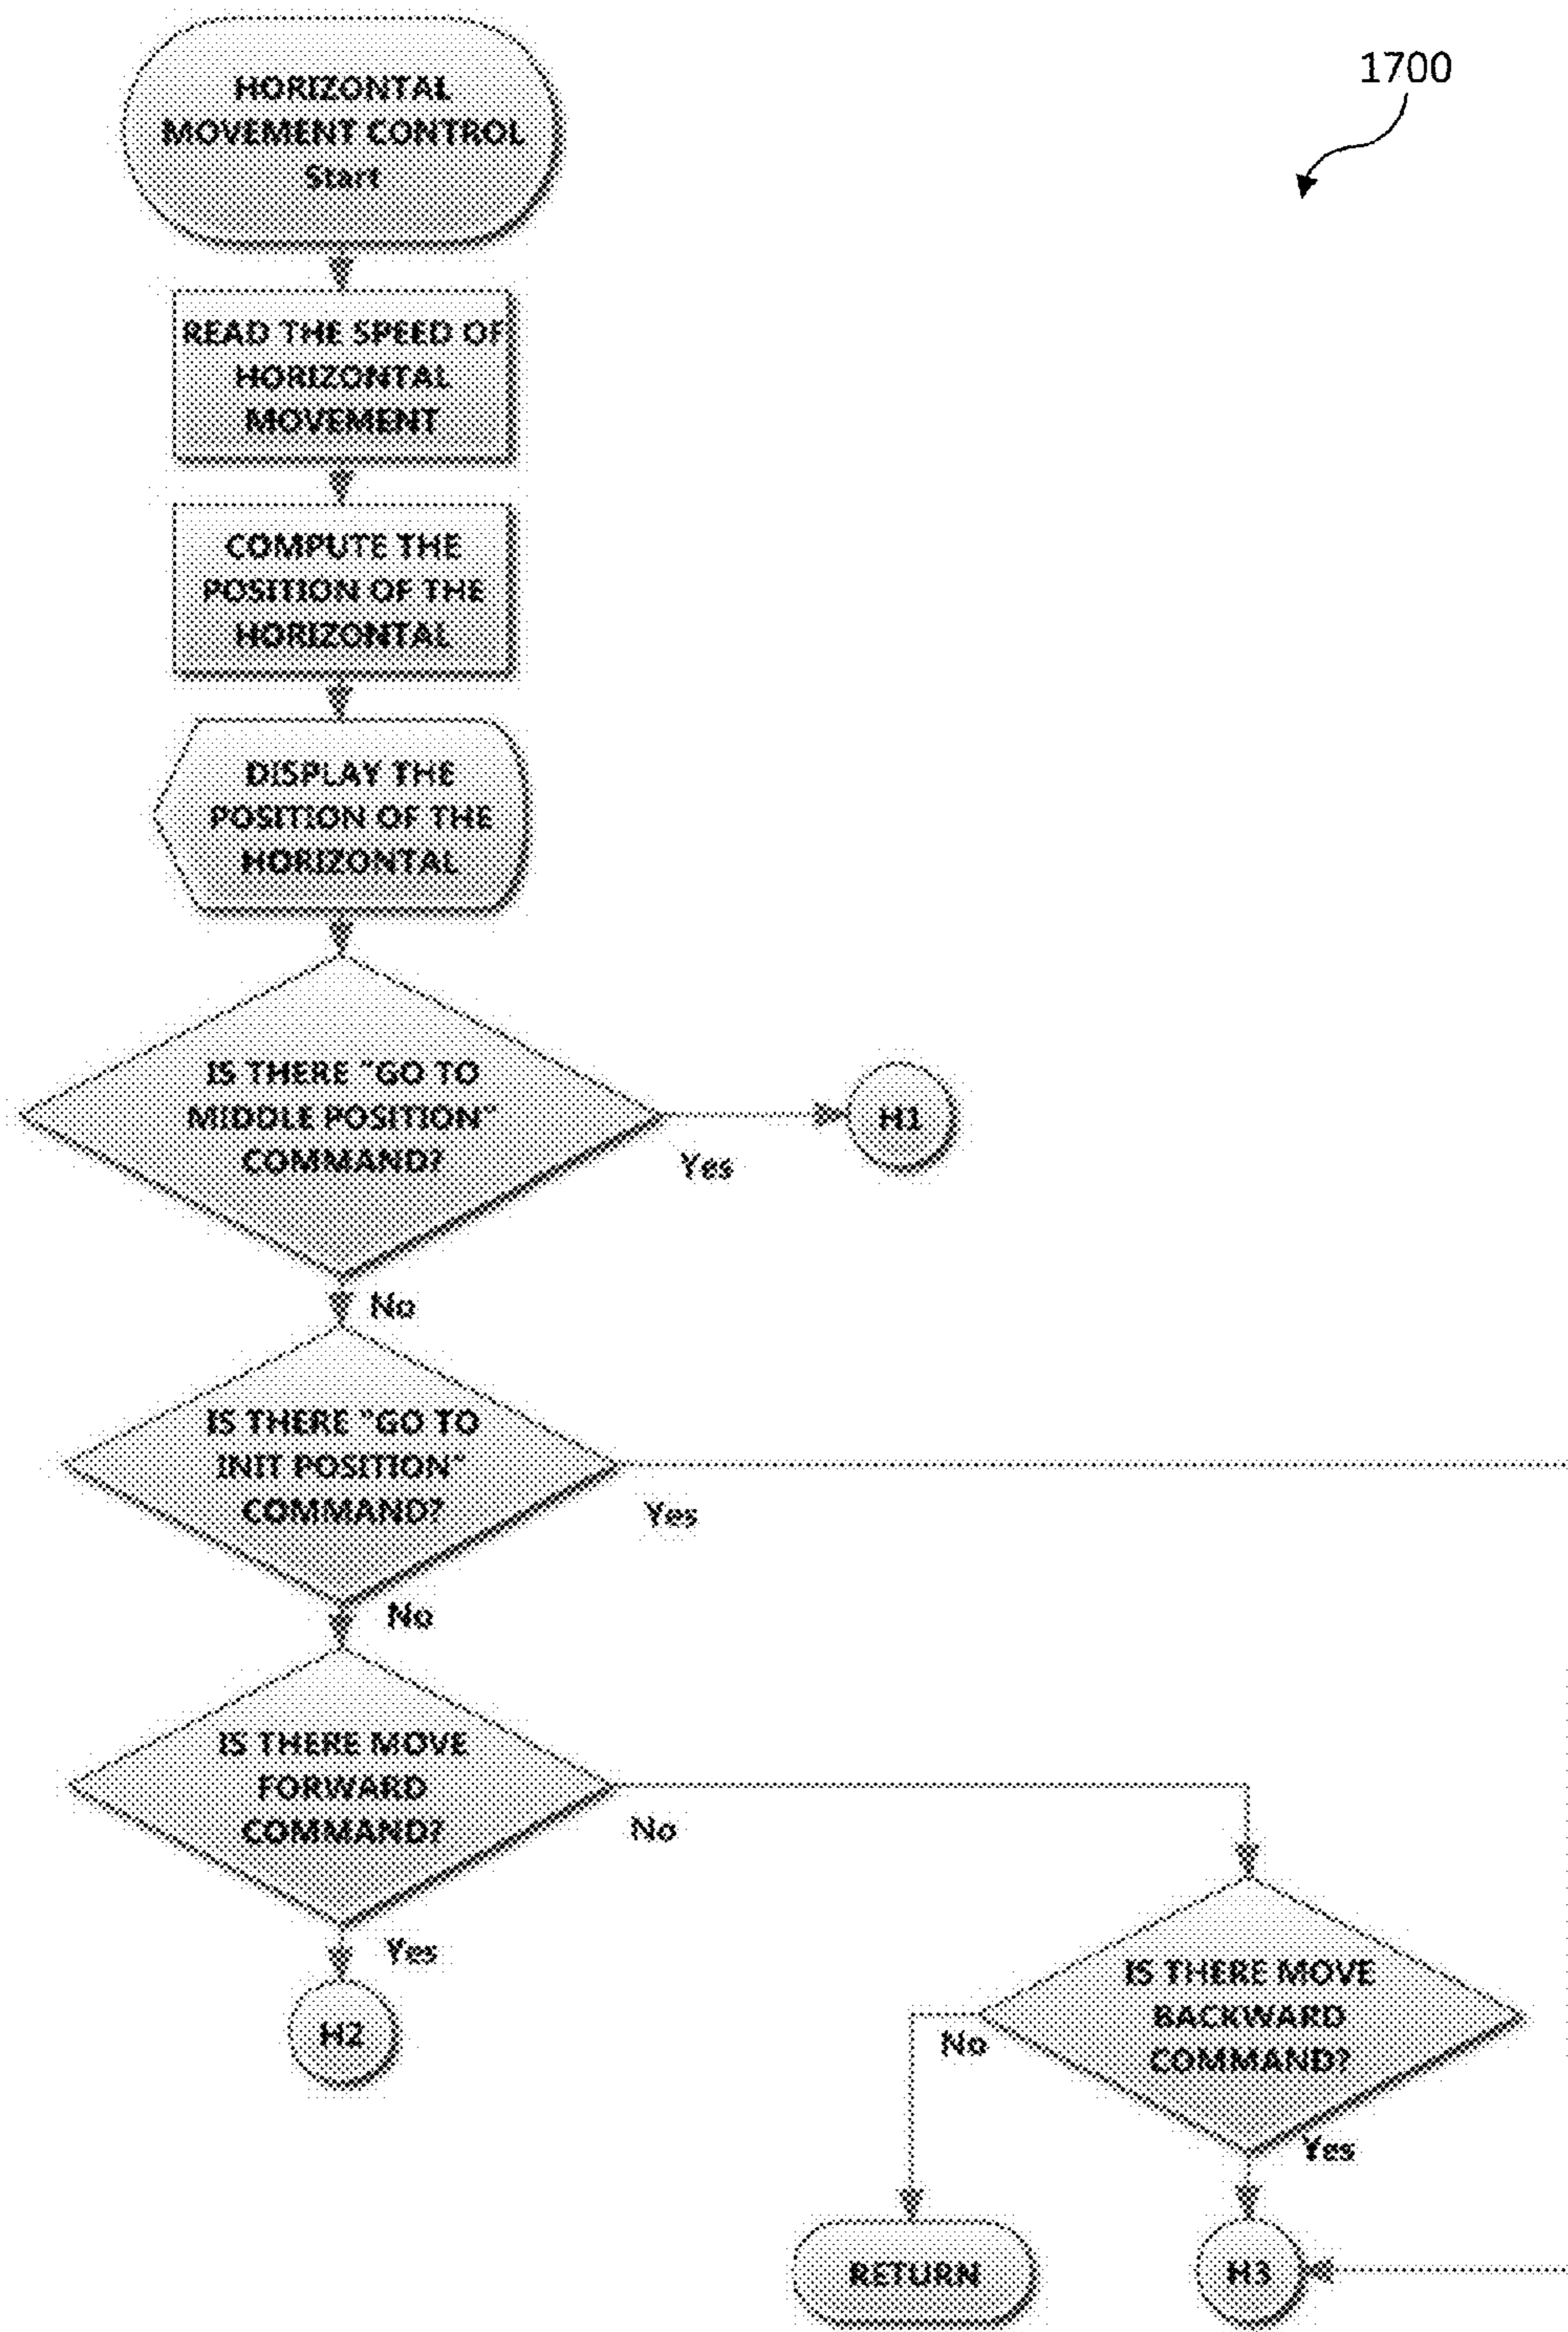 1700
HORIZONTAL
MOVEMENT CONTROL
Start
READ THE SPEED OF
HORIZONTAL
MOVEMENT
COMPUTE THE
POSITION OF THE
HORIZONTAL
DISPLAY THE
POSITION OF THE
HORIZONTAL
IS THERE "GO TO
MIDDLE POSITION"
COMMAND?
Yes
H1
No
IS THERE "GO TO
INIT POSITION"
COMMAND?
Yes
No
IS THERE MOVE
FORWARD
COMMAND?
No
Yes
H2
IS THERE MOVE
BACKWARD
COMMAND?
No
Yes
RETURN
H3